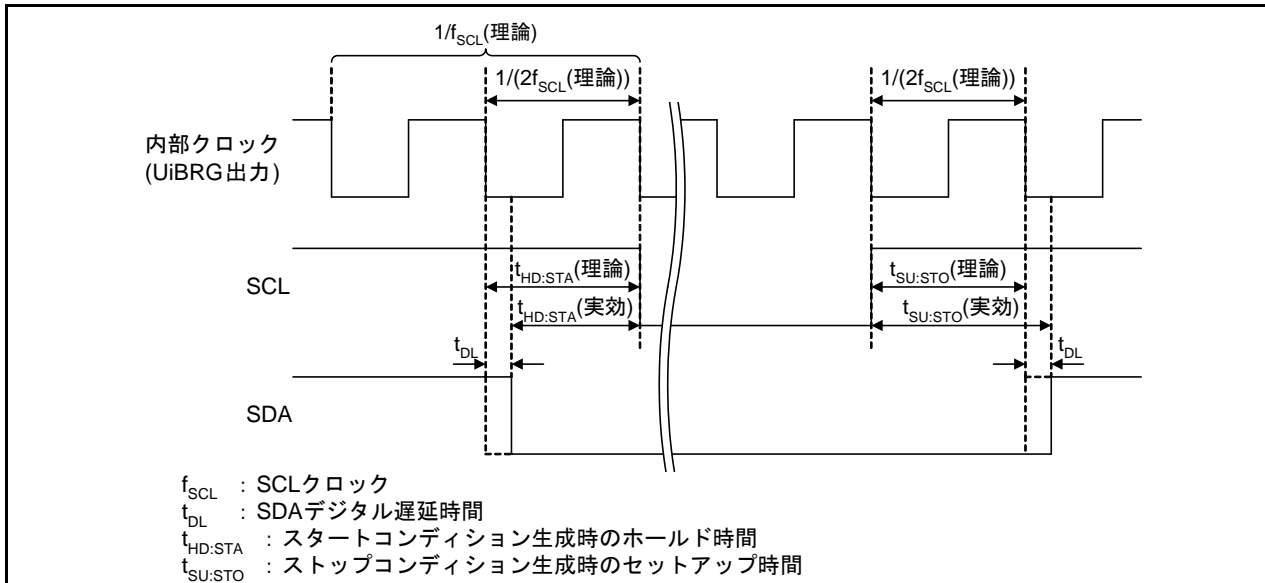 1/fSCL(理論)
1/(2fSCL(理論))
1/(2fSCL(理論))
内部クロック
(UiBRG出力)
SCL
tHD:STA(理論)
tSU:STO(理論)
tHD:STA(実効)
tSU:STO(実効)
tDL
tDL
SDA
fSCL : SCLクロック
tDL : SDAデジタル遅延時間
tHD:STA : スタートコンディション生成時のホールド時間
tSU:STO : ストップコンディション生成時のセットアップ時間